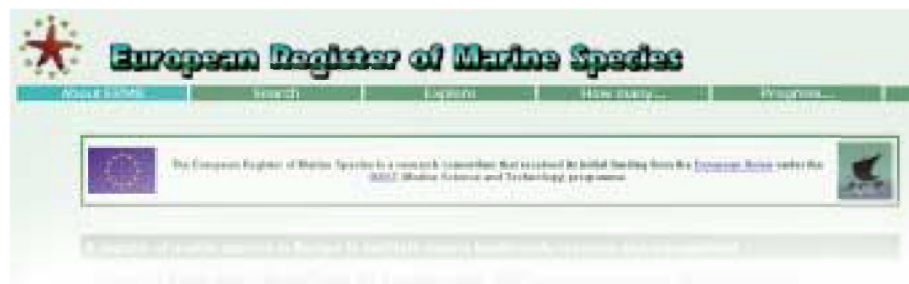 European Register of Marine Species
About ERMS Search Explore How many... Progress...
The European Register of Marine Species is a research consortium that received its initial funding from the European Union under the
MAST (Marine Science and Technology) programme